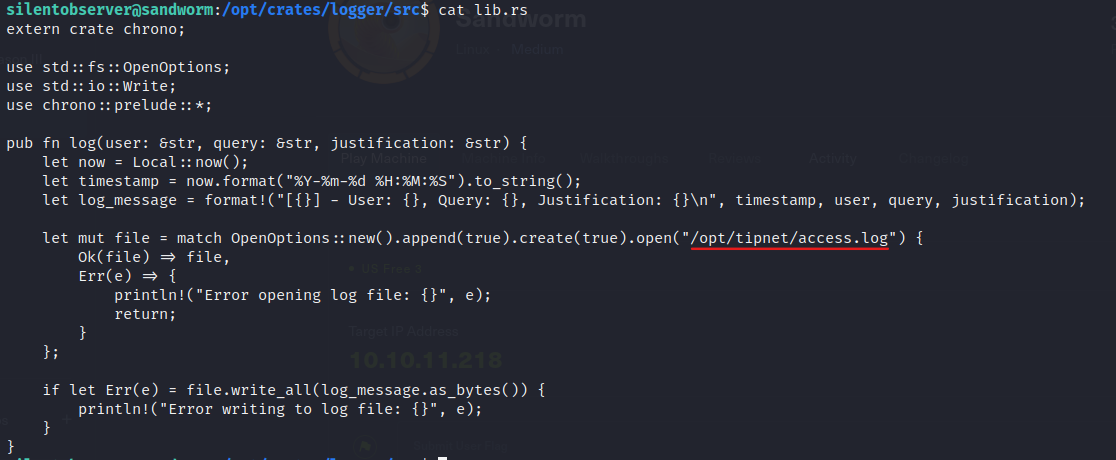 silentobserver@sandworm:/opt/crates/logger/src$ cat lib.rs
Sandworm
extern crate chrono;
Linux Medium
use std::fs::OpenOptions;
use std::io::Write;
use chrono::prelude::*;
pub fn log(user: &str, query: &str, justification: &str) {
    let now = Local::now();
Play Machine
Activity
    let timestamp = now.format("%Y-%m-%d %H:%M:%S").to_string();
    let log_message = format!("[{}] - User: {}, Query: {}, Justification: {}\n", timestamp, user, query, justification);
    let mut file = match OpenOptions::new().append(true).create(true).open("/opt/tipnet/access.log") {
        Ok(file) => file,
        Err(e) => {
            println!("Error opening log file: {}", e);
            return;
        }
Target IP Address
    };
10.10.11.218
    if let Err(e) = file.write_all(log_message.as_bytes()) {
        println!("Error writing to log file: {}", e);
    }
}